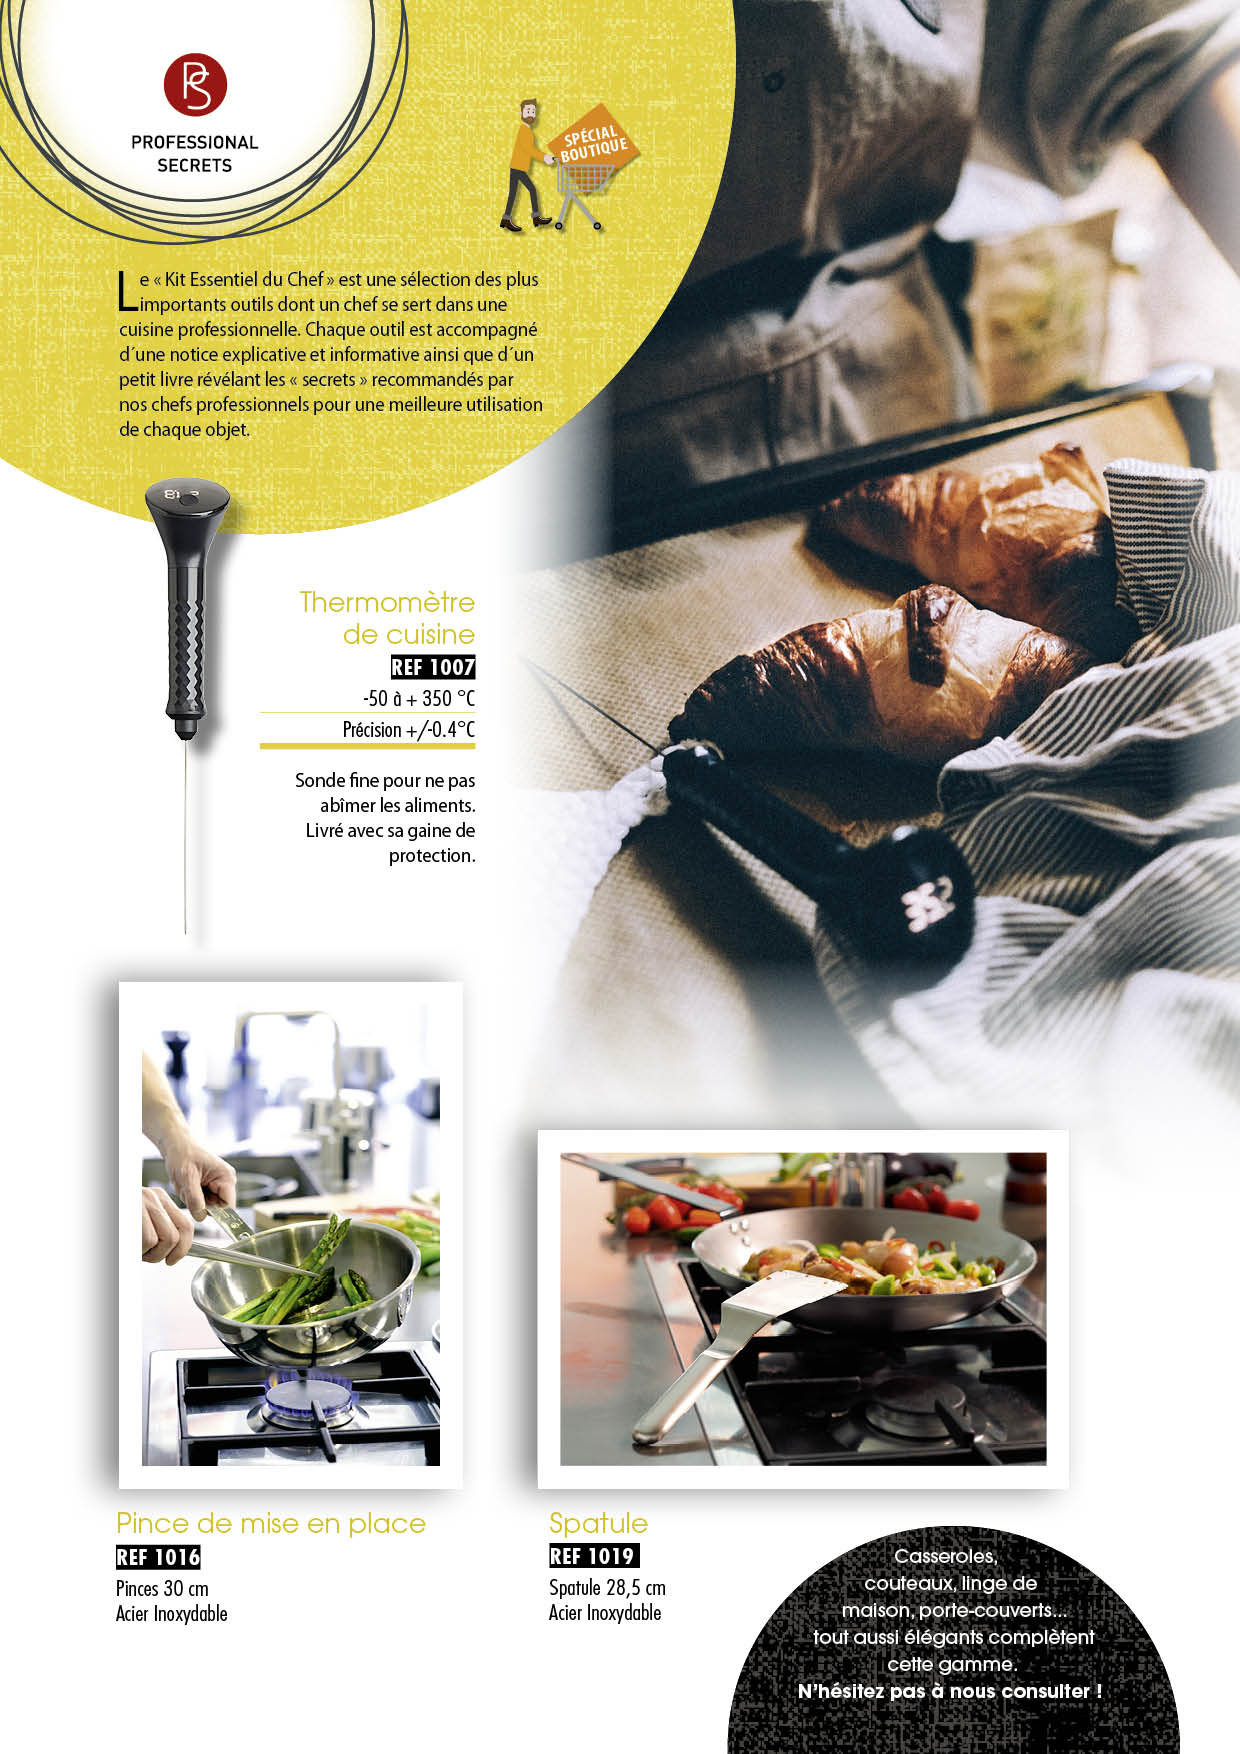 PS
PROFESSIONAL
SECRETS
SPÉCIAL
BOUTIQUE
Le « Kit Essentiel du Chef » est une sélection des plus
importants outils dont un chef se sert dans une
cuisine professionnelle. Chaque outil est accompagné
d´une notice explicative et informative ainsi que d´un
petit livre révélant les « secrets » recommandés par
nos chefs professionnels pour une meilleure utilisation
de chaque objet.
Thermomètre
de cuisine
REF 1007
-50 à + 350 °C
Précision +/-0.4°C
Sonde fine pour ne pas
abîmer les aliments.
Livré avec sa gaine de
protection.
Pince de mise en place
REF 1016
Pinces 30 cm
Acier Inoxydable
Spatule
REF 1019
Spatule 28,5 cm
Acier Inoxydable
Casseroles,
couteaux, linge de
maison, porte-couverts...
tout aussi élégants complètent
cette gamme.
N'hésitez pas à nous consulter !